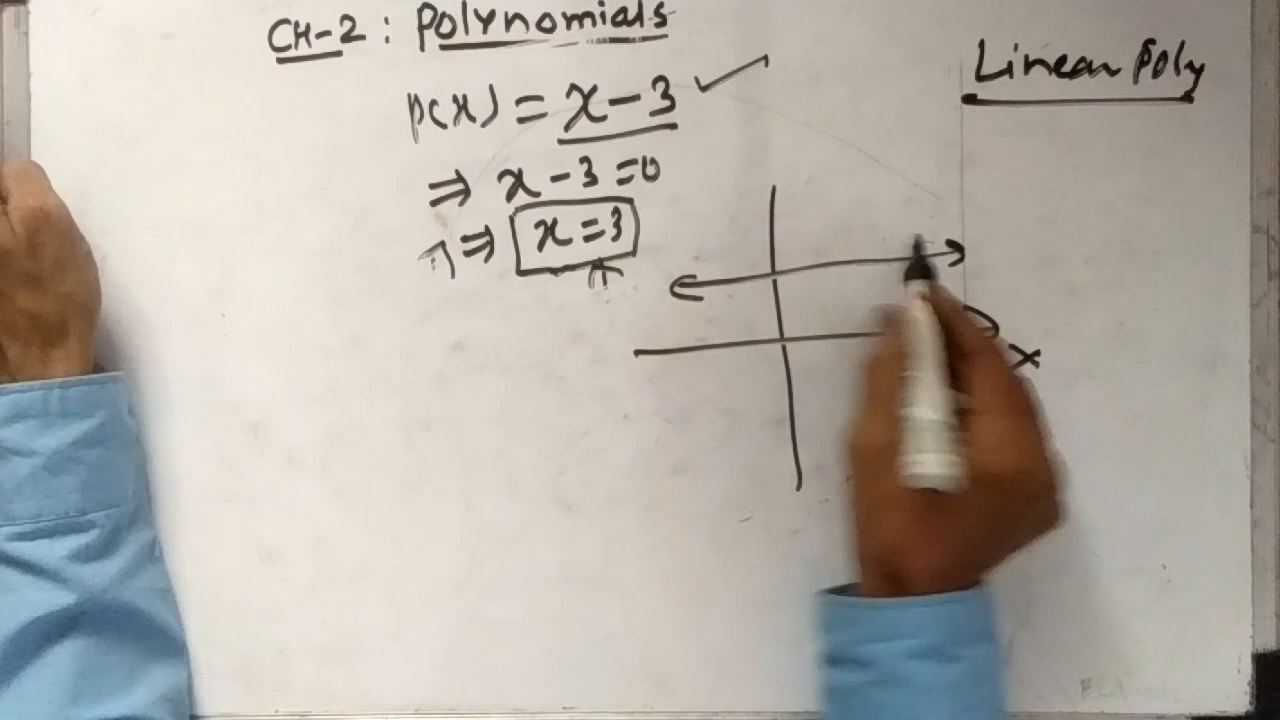 CH-2 : Polynomials
Linear Poly
p(x) = x - 3 ✓
⇒ x - 3 = 0
⇒ x = 3
X